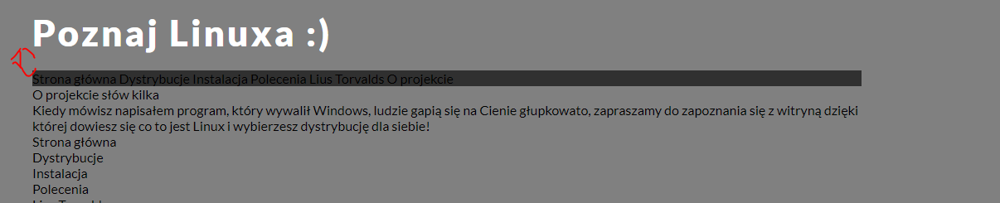 Poznaj Linuxa :)
Strona główna Dystrybucje Instalacja Polecenia Lius Torvalds O projekcie
O projekcie słów kilka
Kiedy mówisz napisałem program, który wywalił Windows, ludzie gapią się na Cienie głupkowato, zapraszamy do zapoznania się z witryną dzięki
której dowiesz się co to jest Linux i wybierzesz dystrybucję dla siebie!
Strona główna
Dystrybucje
Instalacja
Polecenia